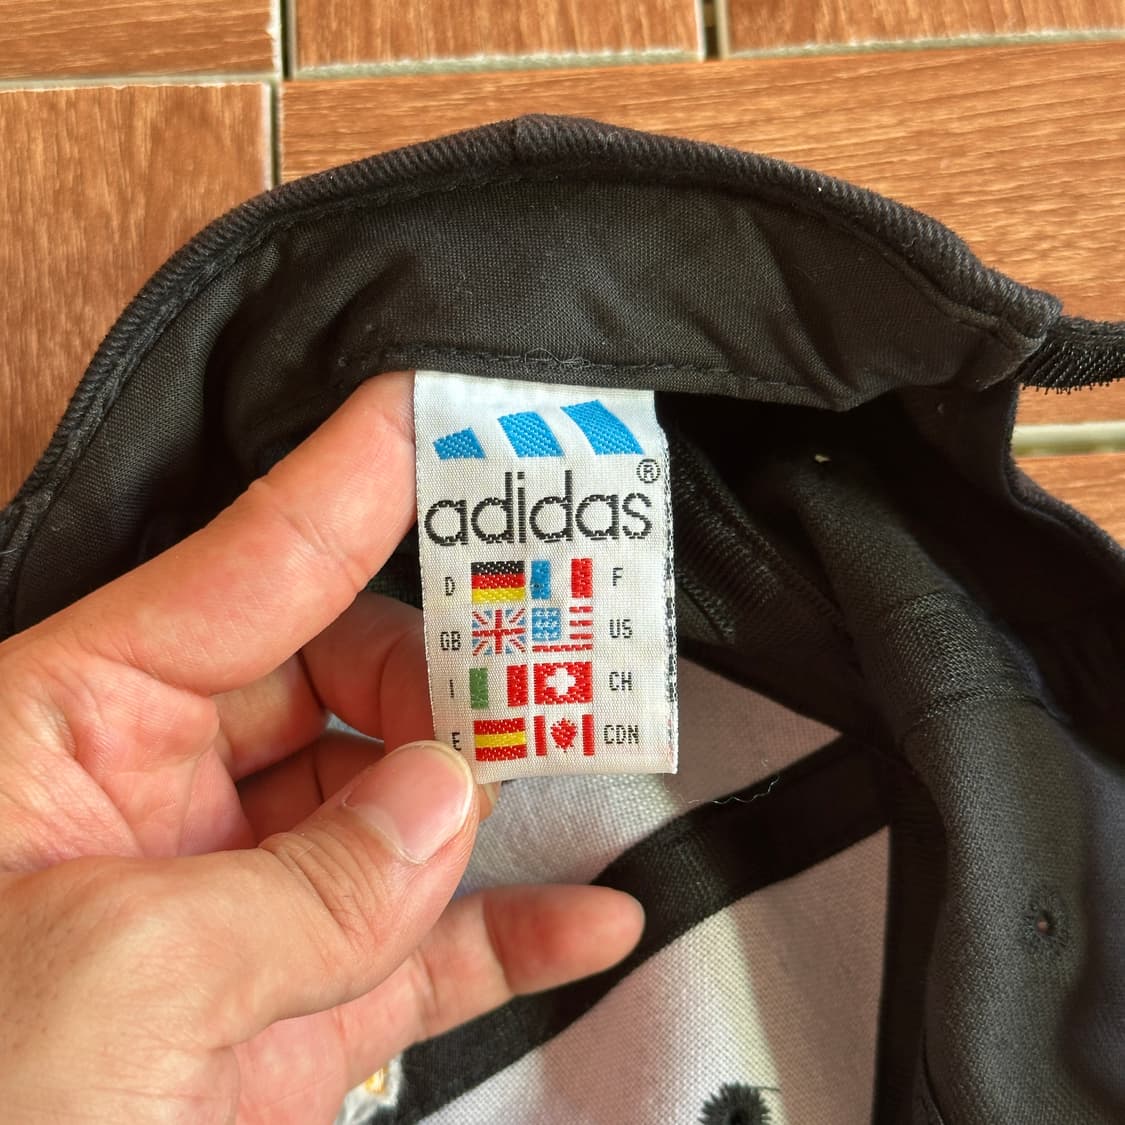 adidas®
D F
GB US
I CH
E CDN